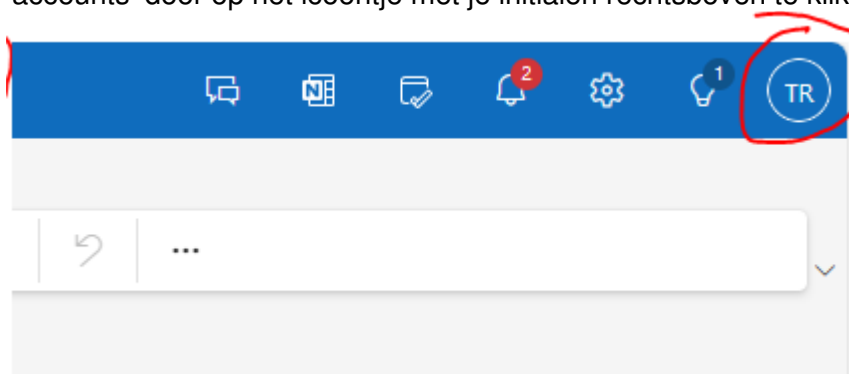 accounts' door op het icoontje met je initialen rechtsboven te klik
2
1
N
TR
...